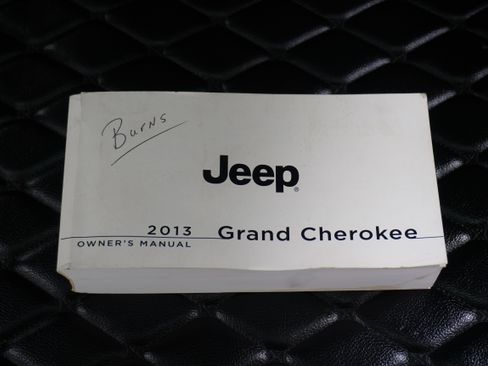 Burns
Jeep®
2013 Grand Cherokee
OWNER'S MANUAL